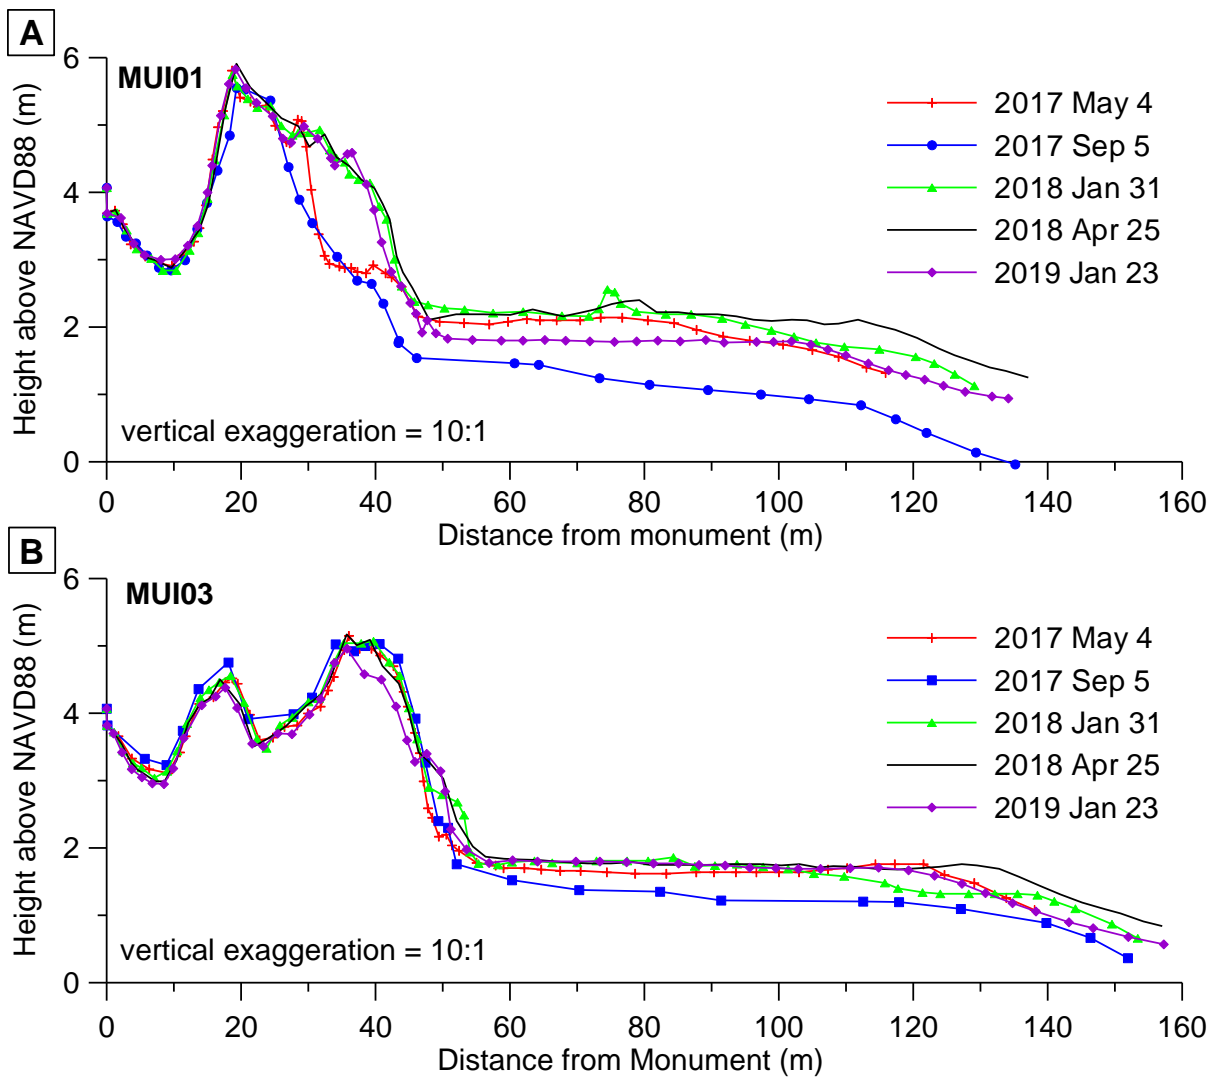 A
MUI01
Height above NAVD88 (m)
6
4
2
0
2017 May 4
2017 Sep 5
2018 Jan 31
2018 Apr 25
2019 Jan 23
vertical exaggeration = 10:1
0 20 40 60 80 100 120 140 160
Distance from monument (m)
B
MUI03
Height above NAVD88 (m)
6
4
2
0
2017 May 4
2017 Sep 5
2018 Jan 31
2018 Apr 25
2019 Jan 23
vertical exaggeration = 10:1
0 20 40 60 80 100 120 140 160
Distance from Monument (m)